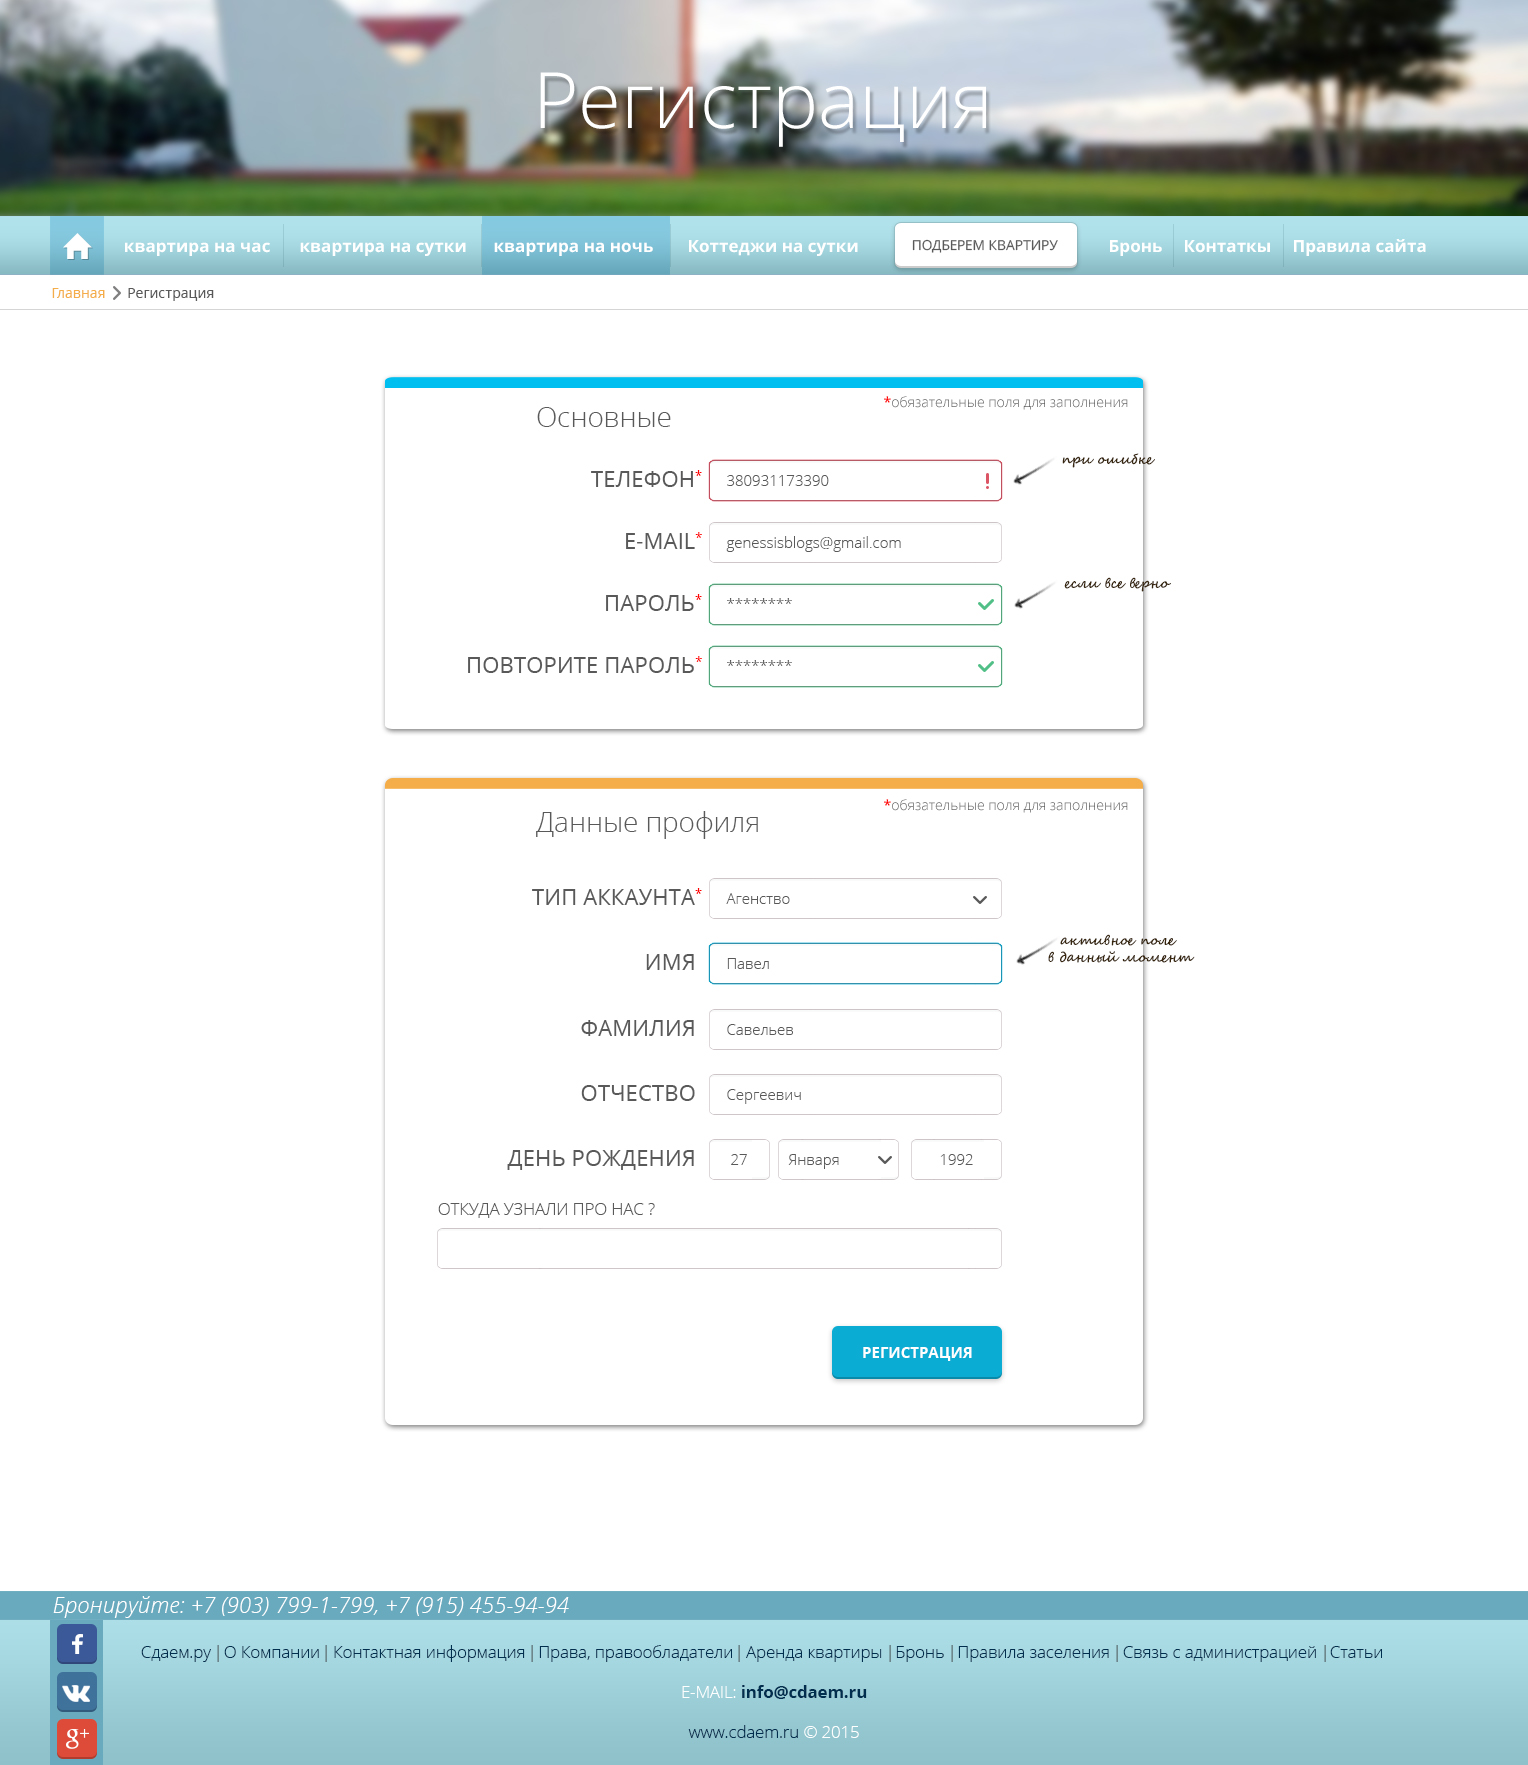 Регистрация
квартира на час квартира на сутки квартира на ночь Коттеджи на сутки ПОДБЕРЕМ КВАРТИРУ Бронь Контаткы Правила сайта
Главная Регистрация
*обязательные поля для заполнения
Основные
при ошибке
ТЕЛЕФОН* 380931173390 !
E-MAIL* genessisblogs@gmail.com
если все верно
ПАРОЛЬ* ********
ПОВТОРИТЕ ПАРОЛЬ* ********
*обязательные поля для заполнения
Данные профиля
ТИП АККАУНТА* Агенство
активное поле
в данный момент
ИМЯ Павел
ФАМИЛИЯ Савельев
ОТЧЕСТВО Сергеевич
ДЕНЬ РОЖДЕНИЯ 27 Января 1992
ОТКУДА УЗНАЛИ ПРО НАС ?
РЕГИСТРАЦИЯ
Бронируйте: +7 (903) 799-1-799, +7 (915) 455-94-94
f
Сдаем.ру | О Компании | Контактная информация | Права, правообладатели | Аренда квартиры | Бронь | Правила заселения | Связь с администрацией | Статьи
E-MAIL: info@cdaem.ru
g+
www.cdaem.ru © 2015